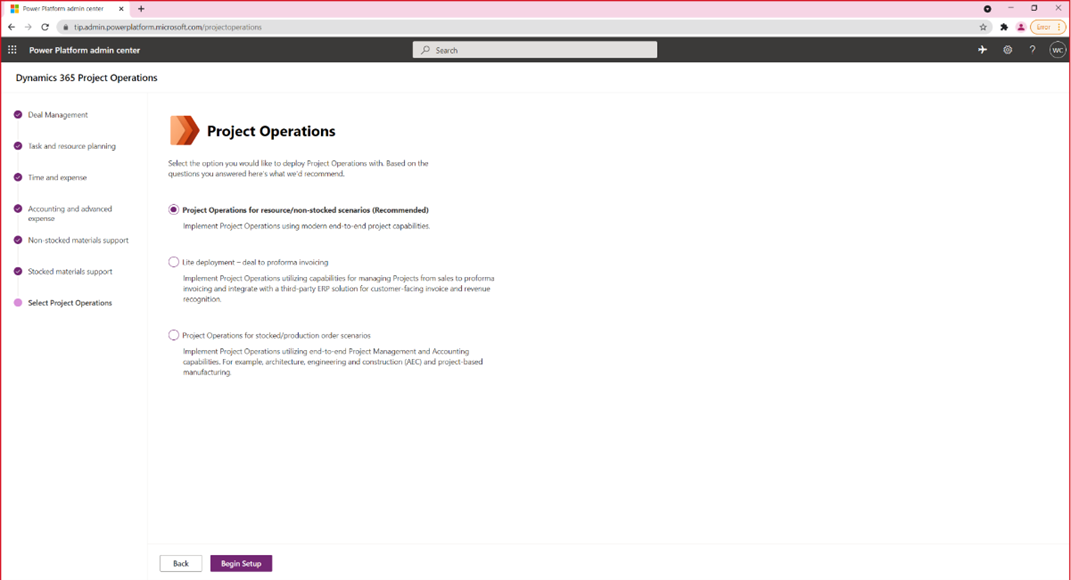 Power Platform admin center
tip.admin.powerplatform.microsoft.com/projectoperations
Error
Power Platform admin center
Search
WC
Dynamics 365 Project Operations
Deal Management
Task and resource planning
Time and expense
Accounting and advanced
expense
Non-stocked materials support
Stocked materials support
Select Project Operations
Project Operations
Select the option you would like to deploy Project Operations with. Based on the
questions you answered here's what we'd recommend.
Project Operations for resource/non-stocked scenarios (Recommended)
Implement Project Operations using modern end-to-end project capabilities.
Lite deployment – deal to proforma invoicing
Implement Project Operations utilizing capabilities for managing Projects from sales to proforma
invoicing and integrate with a third-party ERP solution for customer-facing invoice and revenue
recognition.
Project Operations for stocked/production order scenarios
Implement Project Operations utilizing end-to-end Project Management and Accounting
capabilities. For example, architecture, engineering and construction (AEC) and project-based
manufacturing.
Back
Begin Setup